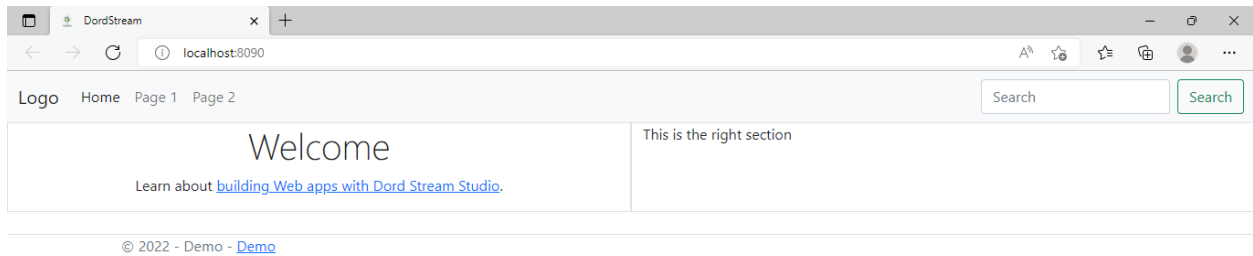 DordStream
localhost:8090
Logo Home Page 1 Page 2 Search Search
Welcome
Learn about building Web apps with Dord Stream Studio.
This is the right section
© 2022 - Demo - Demo